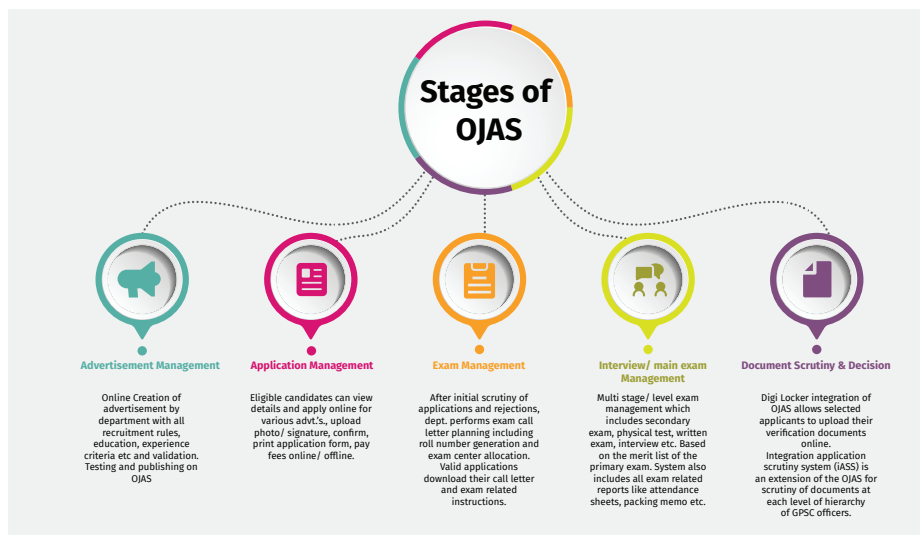 Stages of
OJAS
Advertisement Management
Online Creation of
advertisement by
department with all
recruitment rules,
education, experience
criteria etc and validation.
Testing and publishing on
OJAS
Application Management
Eligible candidates can view
details and apply online for
various advt.'s., upload
photo/ signature, confirm,
print application form, pay
fees online/ offline.
Exam Management
After initial scrutiny of
applications and rejections,
dept. performs exam call
letter planning including
roll number generation and
exam center allocation.
Valid applications
download their call letter
and exam related
instructions.
Interview/ main exam
Management
Multi stage/ level exam
management which
includes secondary
exam, physical test, written
exam, interview etc. Based
on the merit list of the
primary exam. System also
includes all exam related
reports like attendance
sheets, packing memo etc.
Document Scrutiny & Decision
Digi Locker integration of
OJAS allows selected
applicants to upload their
verification documents
online.
Integration application
scrutiny system (iASS) is
an extension of the OJAS for
scrutiny of documents at
each level of hierarchy
of GPSC officers.